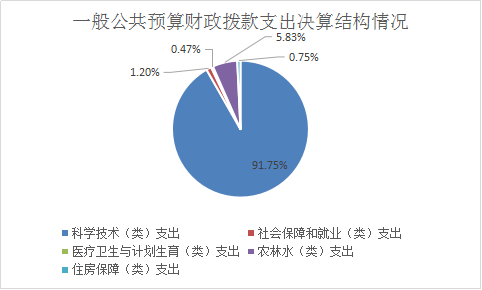 一般公共预算财政拨款支出决算结构情况
0.47%
5.83%
1.20%
0.75%
91.75%
科学技术（类）支出
社会保障和就业（类）支出
医疗卫生与计划生育（类）支出
农林水（类）支出
住房保障（类）支出